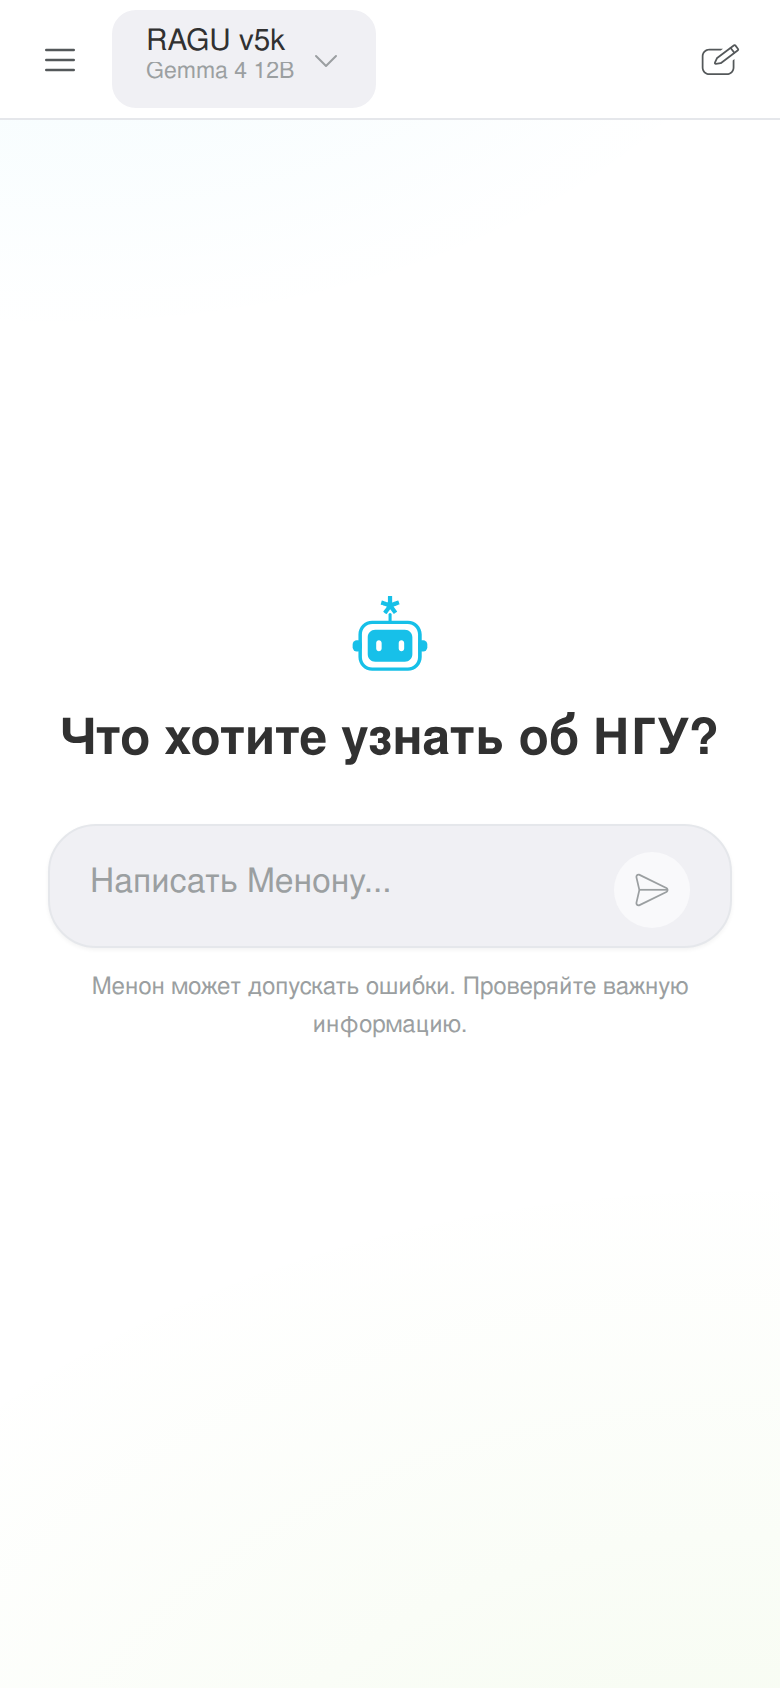 RAGU v5k
Gemma 4 12B
Что хотите узнать об НГУ?
Написать Менону...
Менон может допускать ошибки. Проверяйте важную
информацию.